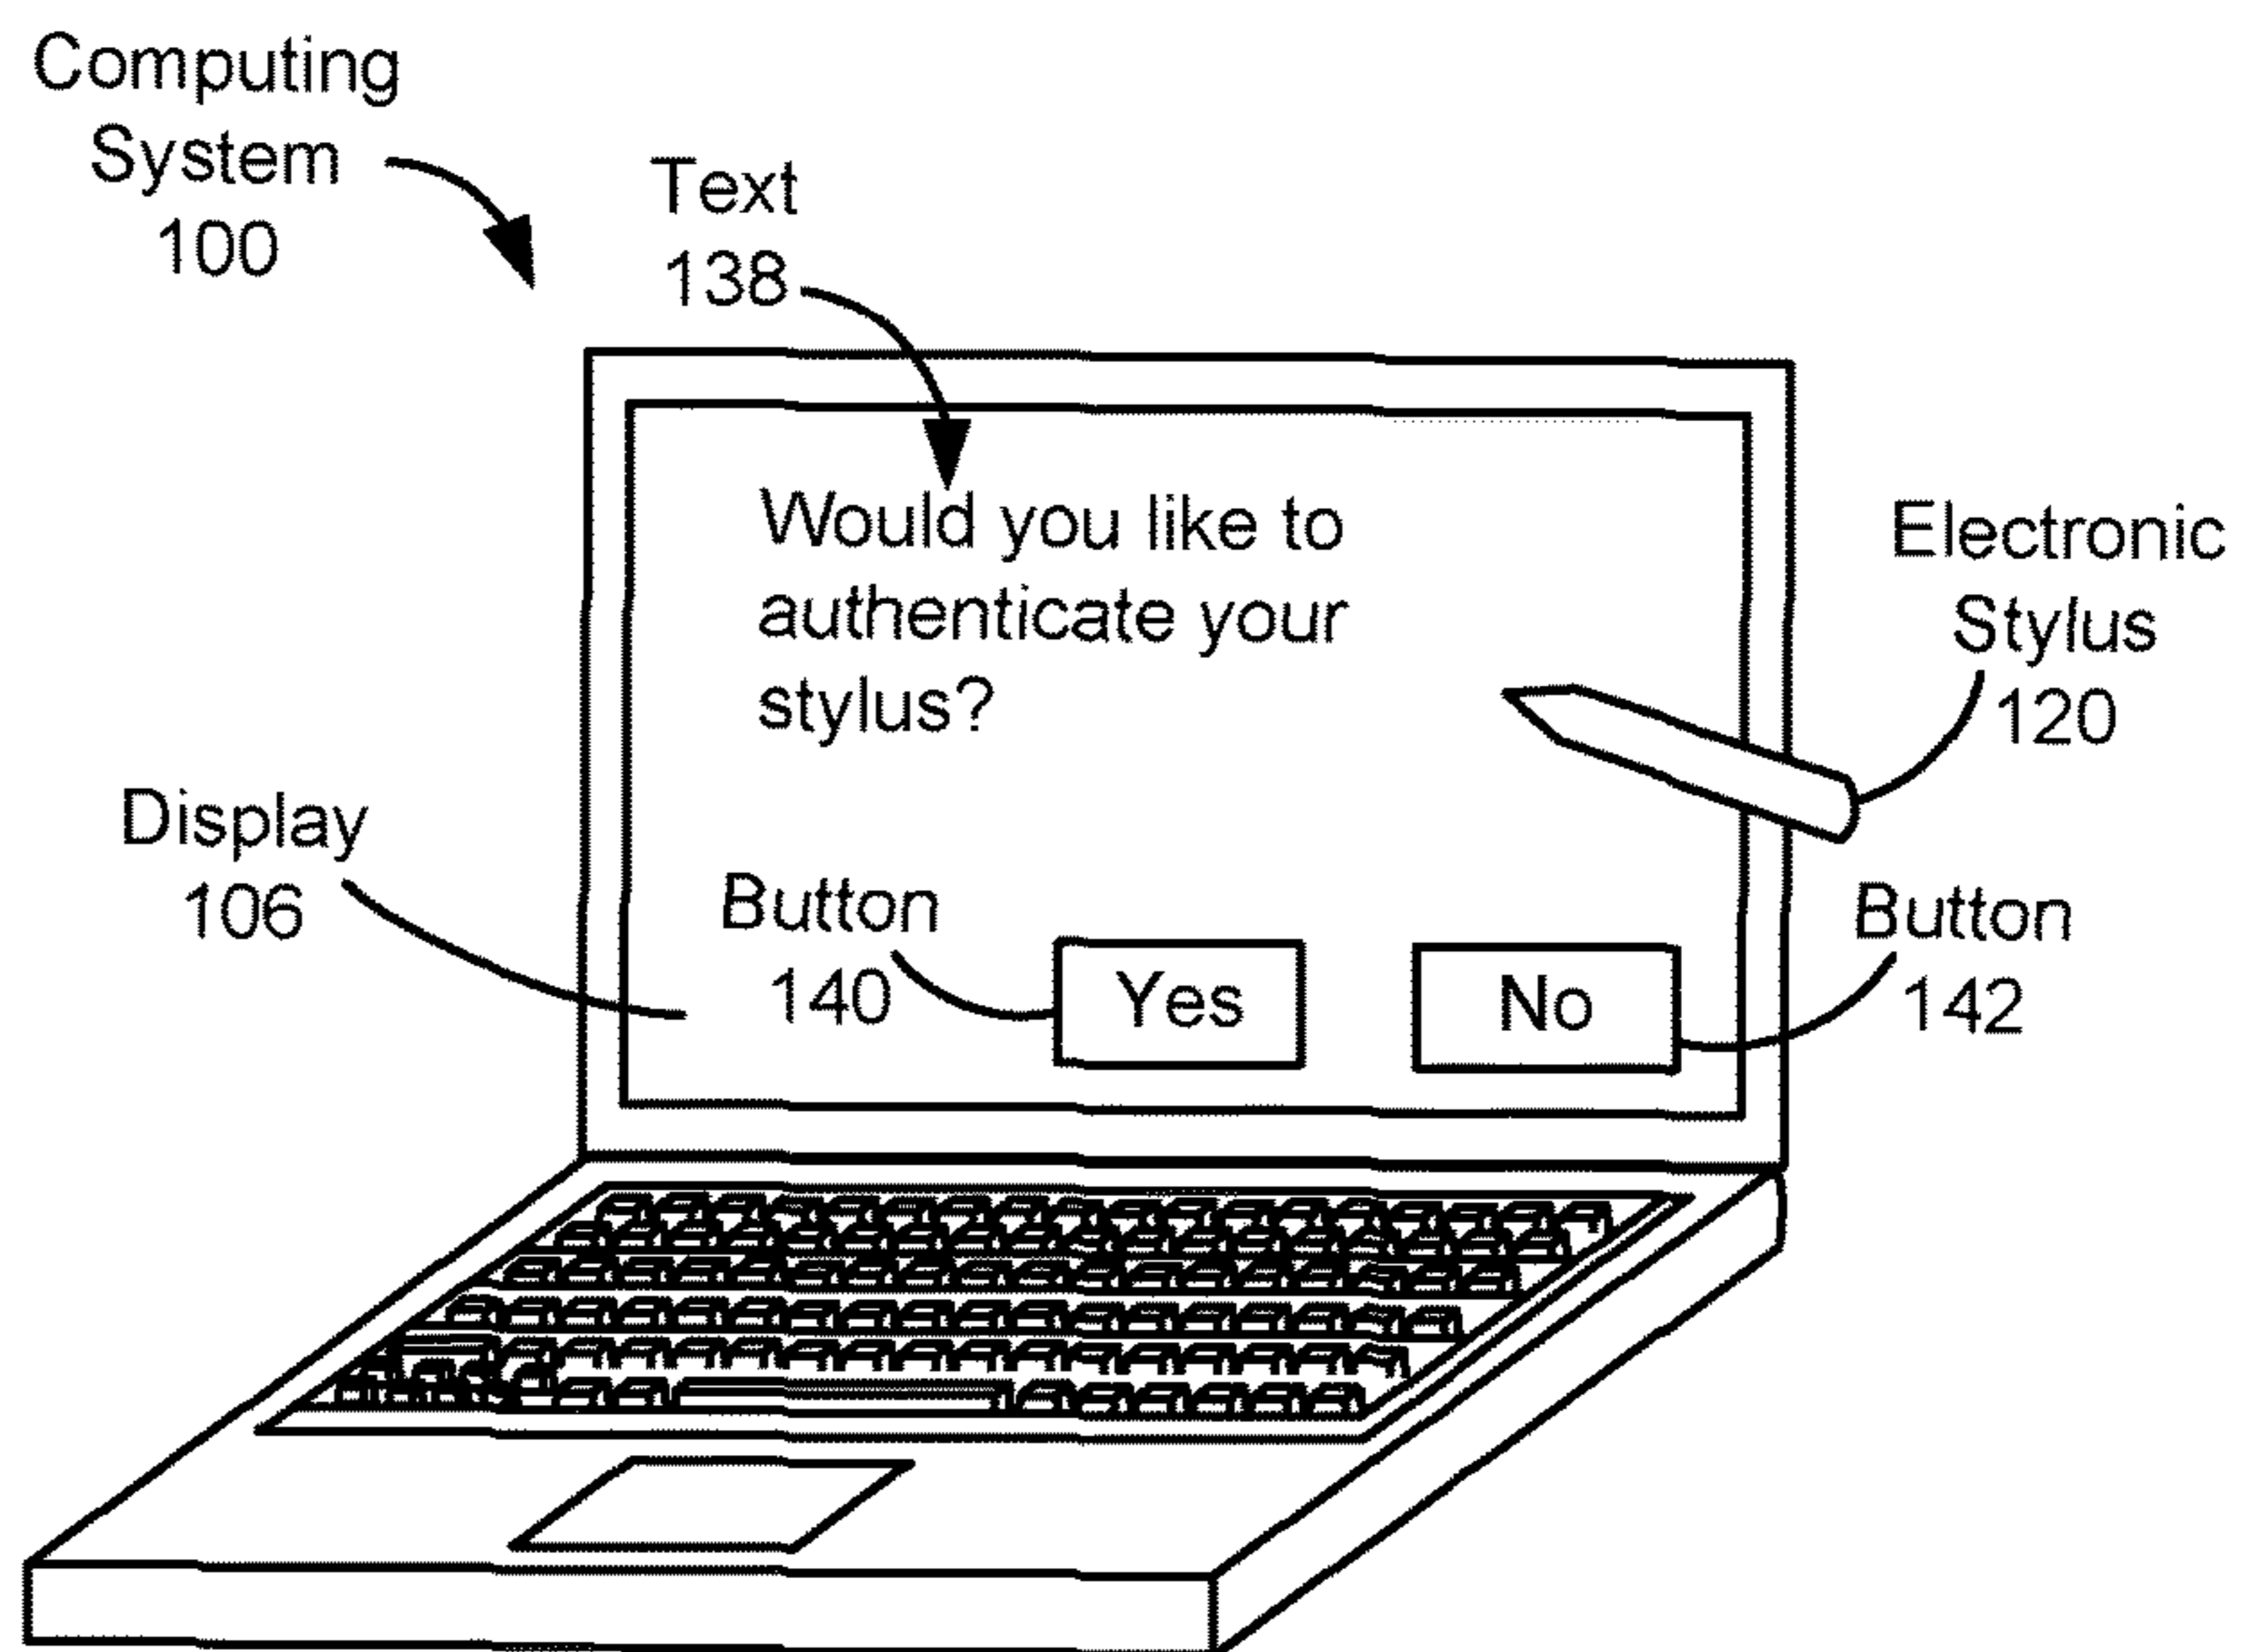 Computing
System
100
Text
138
Would you like to
authenticate your
stylus?
Electronic
Stylus
120
Display
106
Button
140
Yes
No
Button
142